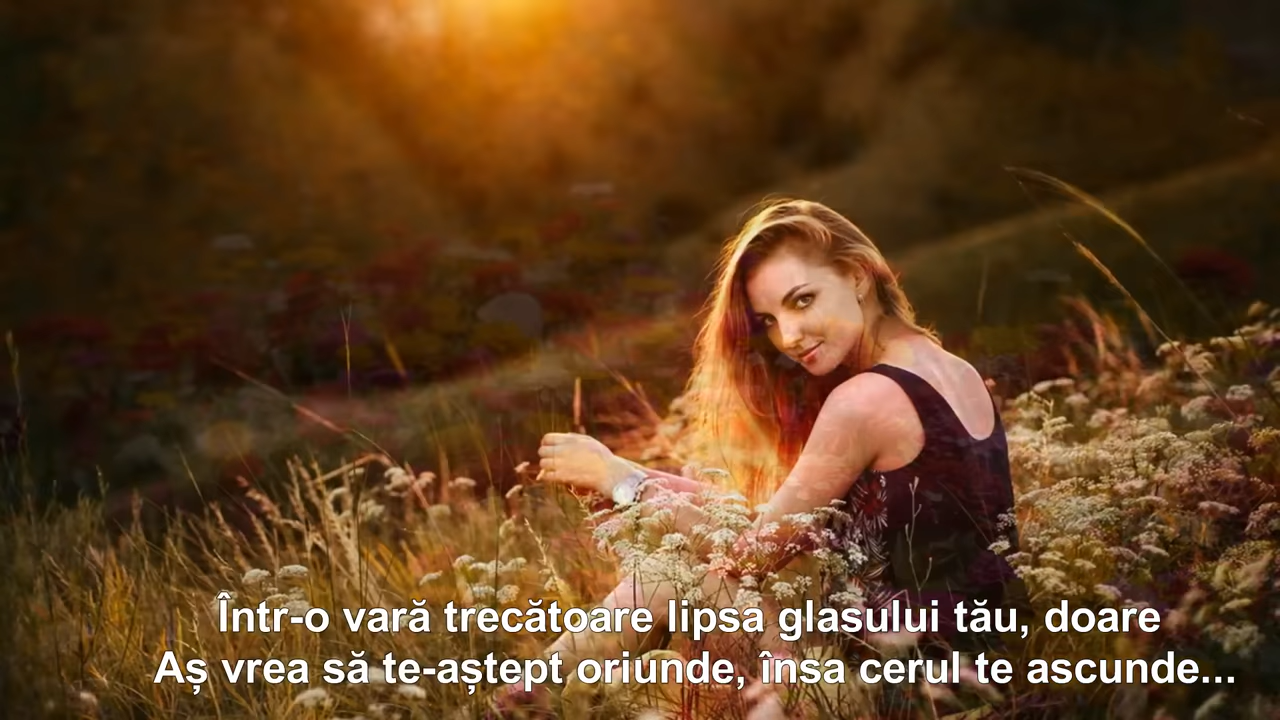 Într-o vară trecătoare lipsa glasului tău, doare
Aș vrea să te-aștept oriunde, însa cerul te ascunde...